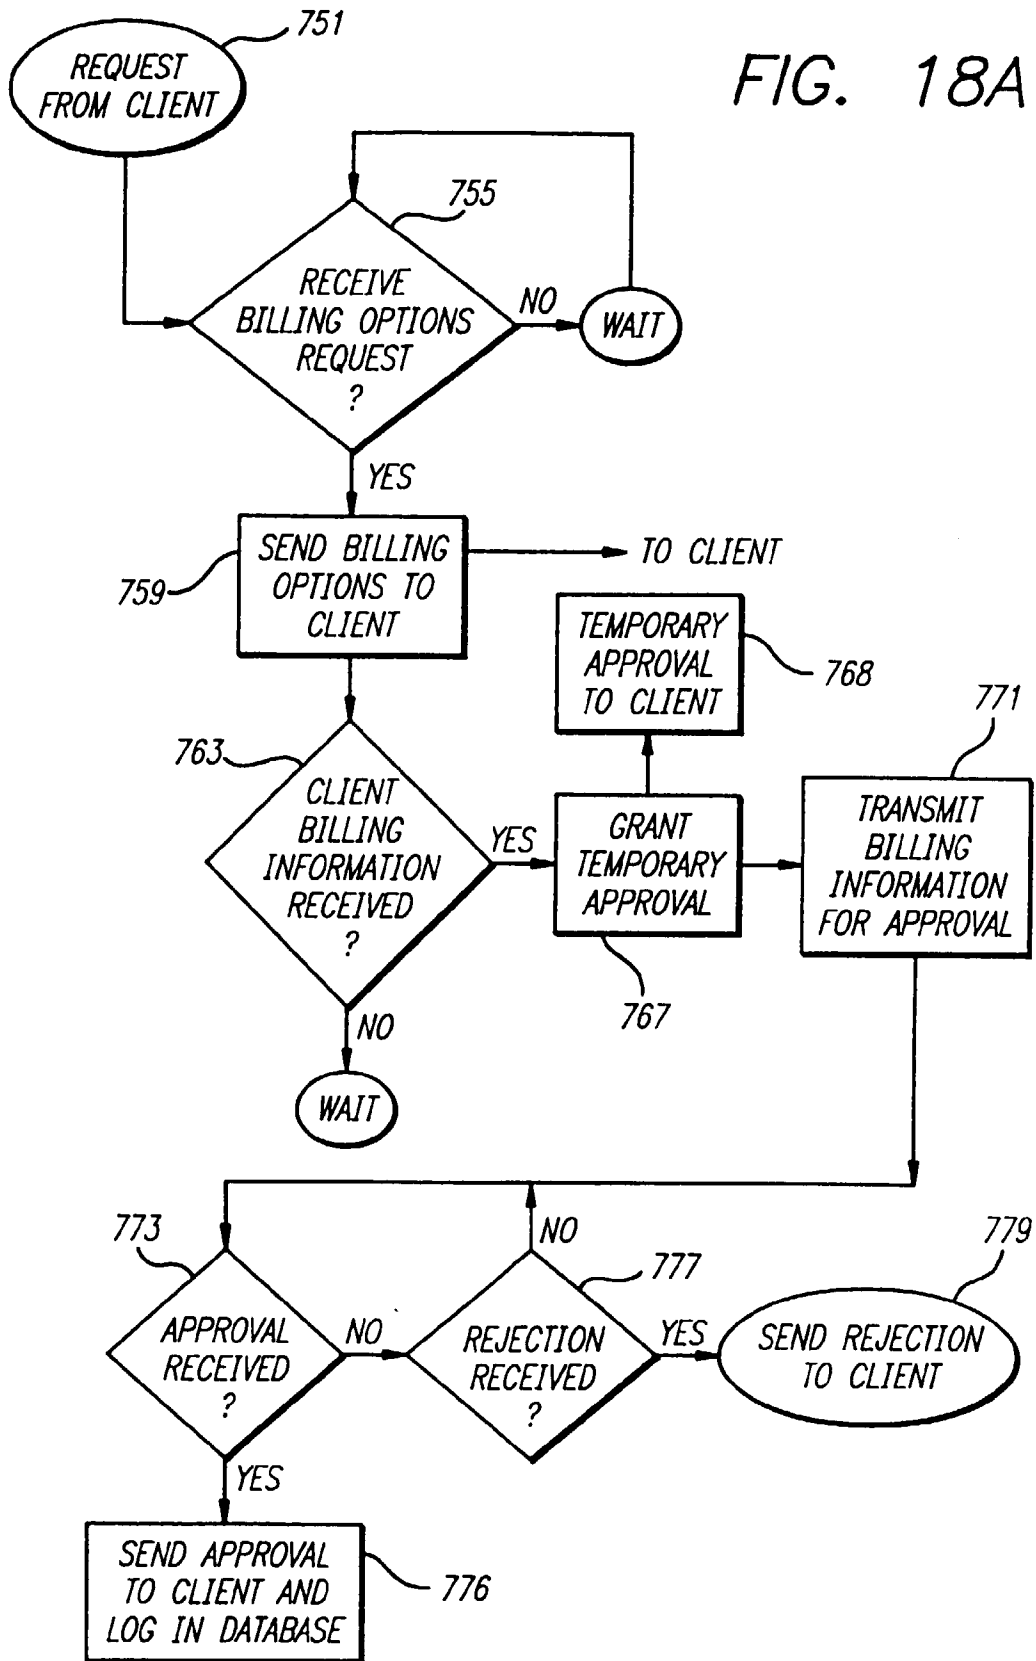 751
REQUEST
FROM CLIENT
FIG. 18A
755
RECEIVE
BILLING OPTIONS
REQUEST
?
NO
WAIT
YES
759
SEND BILLING
OPTIONS TO
CLIENT
TO CLIENT
TEMPORARY
APPROVAL
TO CLIENT
768
771
763
CLIENT
BILLING
INFORMATION
RECEIVED
?
YES
GRANT
TEMPORARY
APPROVAL
767
TRANSMIT
BILLING
INFORMATION
FOR APPROVAL
NO
WAIT
773
APPROVAL
RECEIVED
?
NO
NO
777
REJECTION
RECEIVED
?
YES
779
SEND REJECTION
TO CLIENT
YES
SEND APPROVAL
TO CLIENT AND
LOG IN DATABASE
776